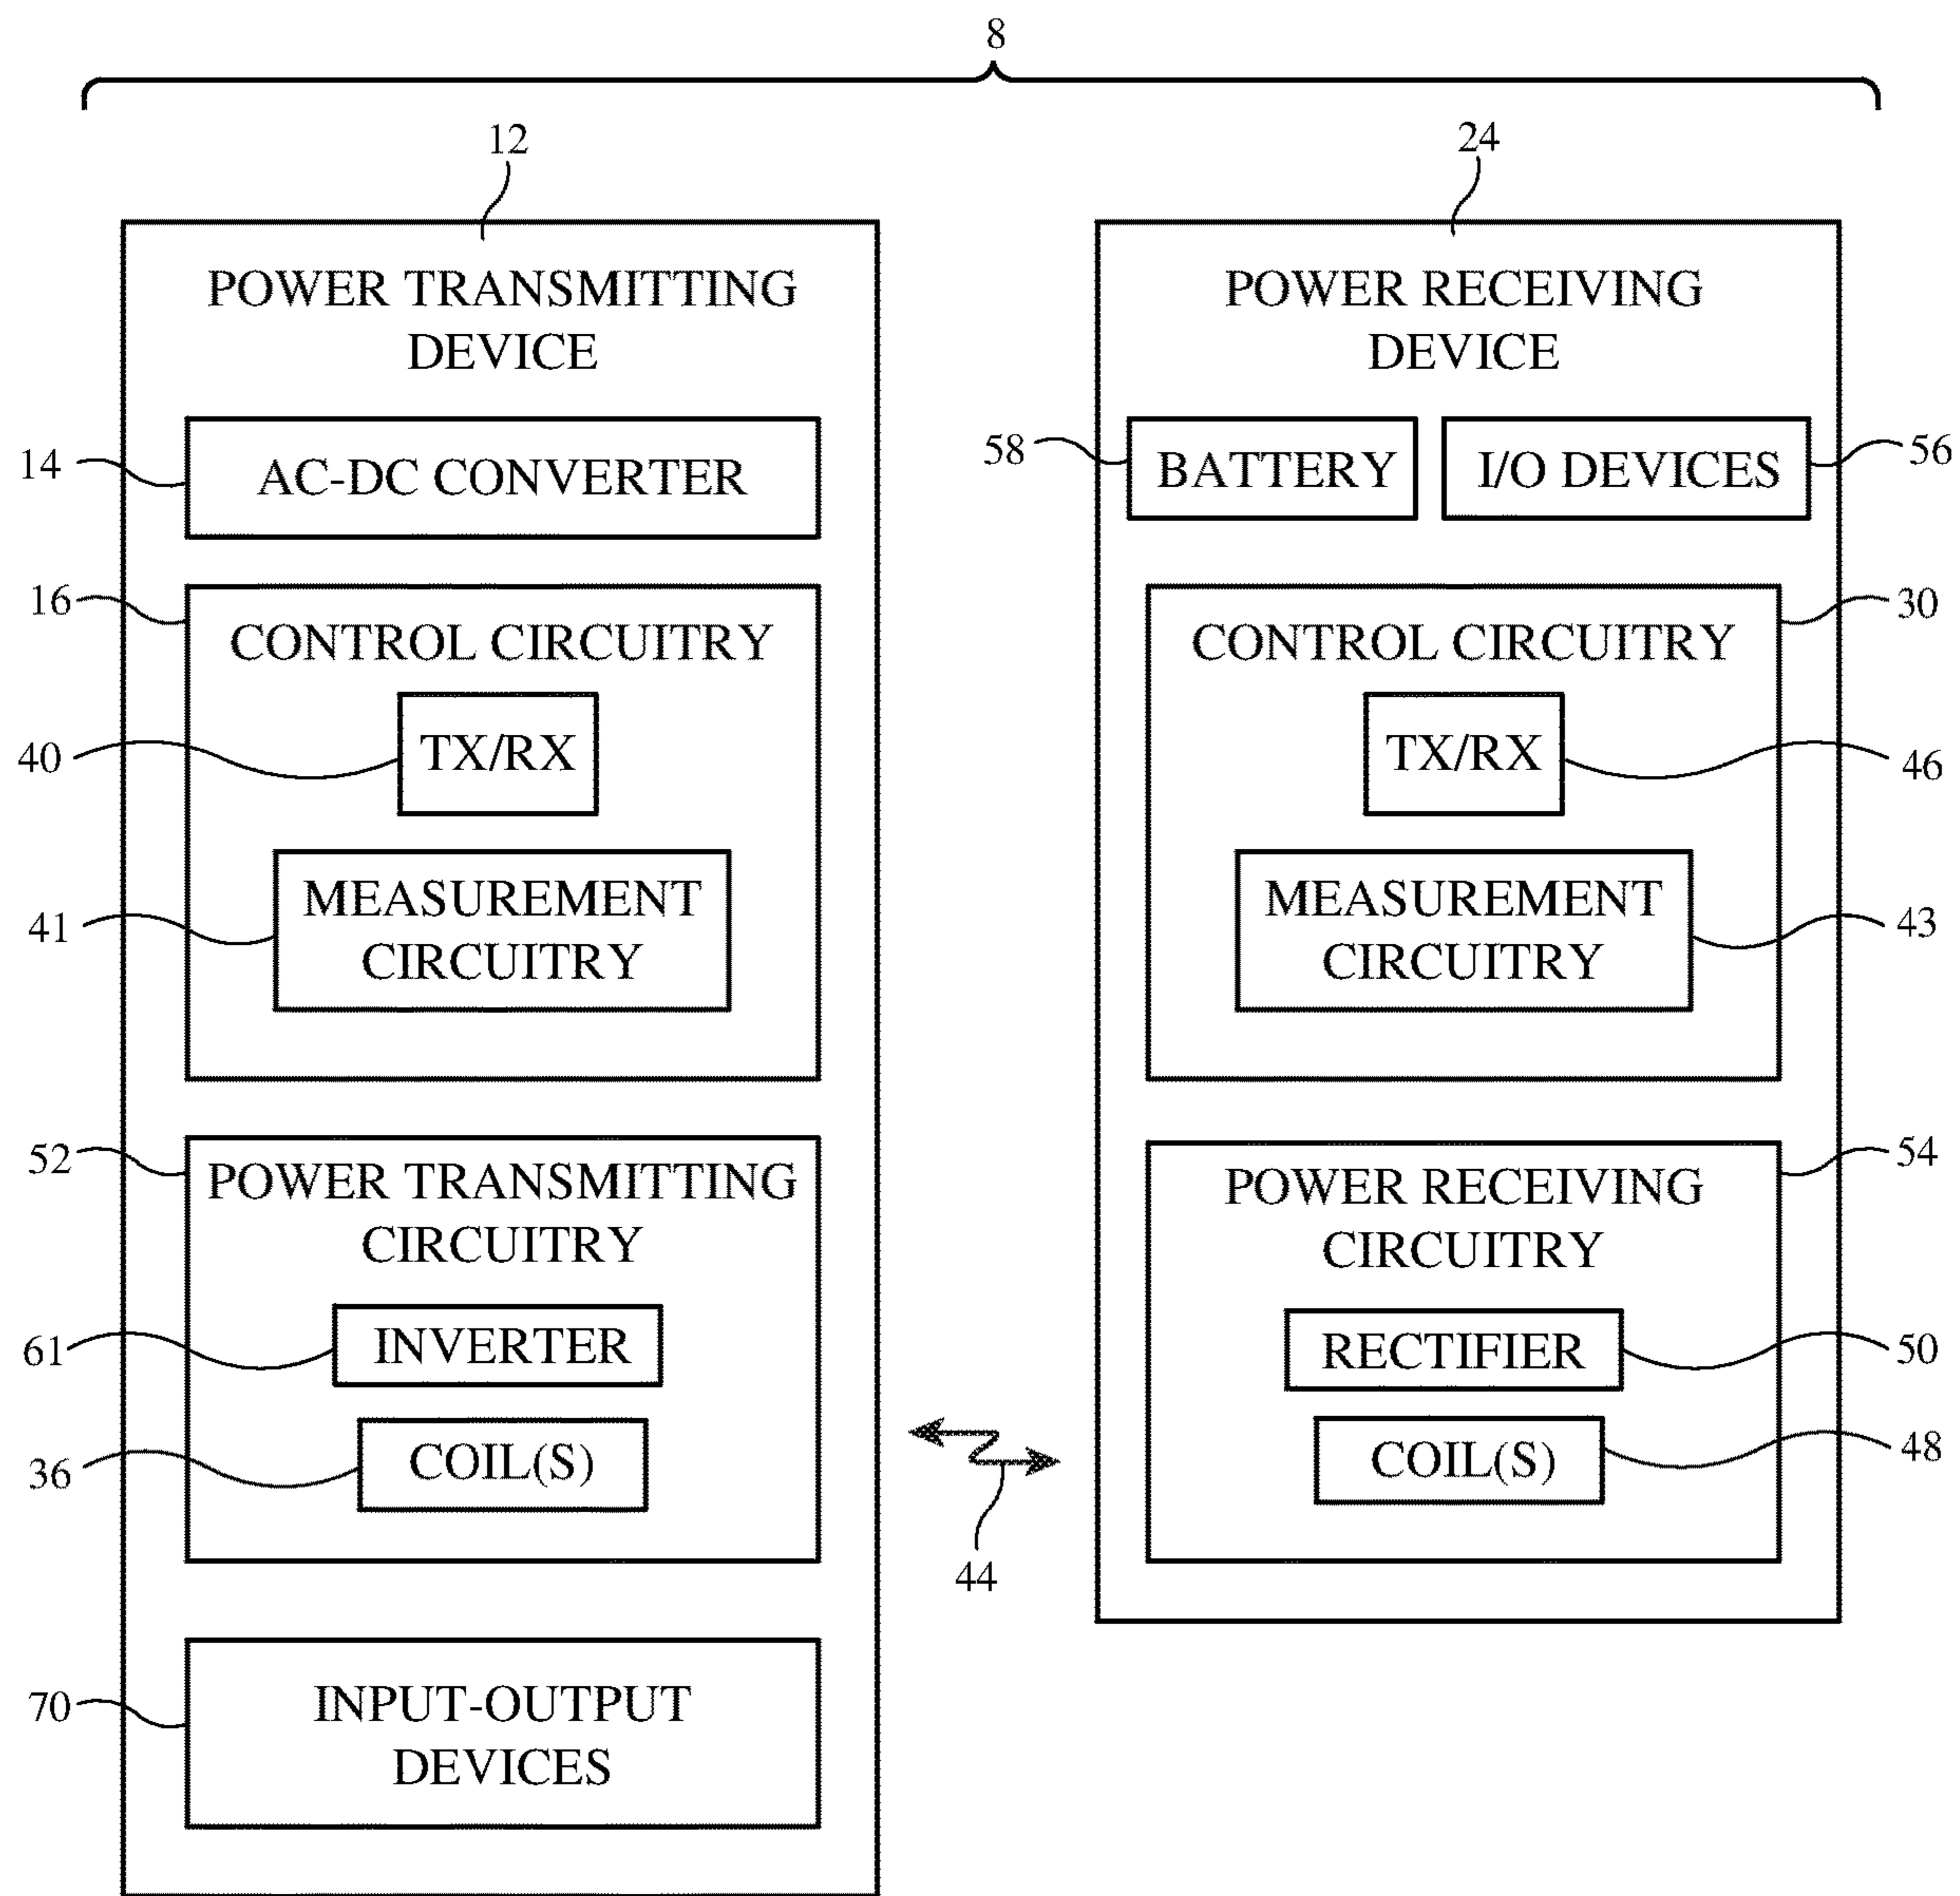 8
12
POWER TRANSMITTING
DEVICE
14
AC-DC CONVERTER
16
CONTROL CIRCUITRY
40
TX/RX
41
MEASUREMENT
CIRCUITRY
52
POWER TRANSMITTING
CIRCUITRY
61
INVERTER
36
COIL(S)
70
INPUT-OUTPUT
DEVICES
44
24
POWER RECEIVING
DEVICE
58
BATTERY
I/O DEVICES
56
30
CONTROL CIRCUITRY
TX/RX
46
MEASUREMENT
CIRCUITRY
43
54
POWER RECEIVING
CIRCUITRY
RECTIFIER
50
COIL(S)
48